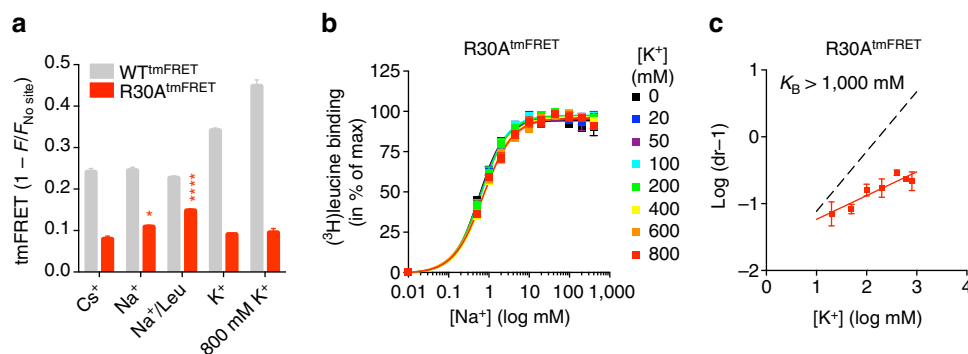 a
tmFRET (1 – F/F No site)
0.5
0.4
0.3
0.2
0.1
0.0
WT tmFRET
R30A tmFRET
*
****
Cs+
Na+
Na+/Leu
K+
800 mM K+
b
R30A tmFRET
(3H)leucine binding
(in % of max)
125
100
75
50
25
0
0.01
0.1
1
10
100
1,000
[Na+] (log mM)
[K+]
(mM)
0
20
50
100
200
400
600
800
c
R30A tmFRET
KB > 1,000 mM
Log (dr–1)
1
0
–1
–2
0
1
2
3
4
[K+] (log mM)